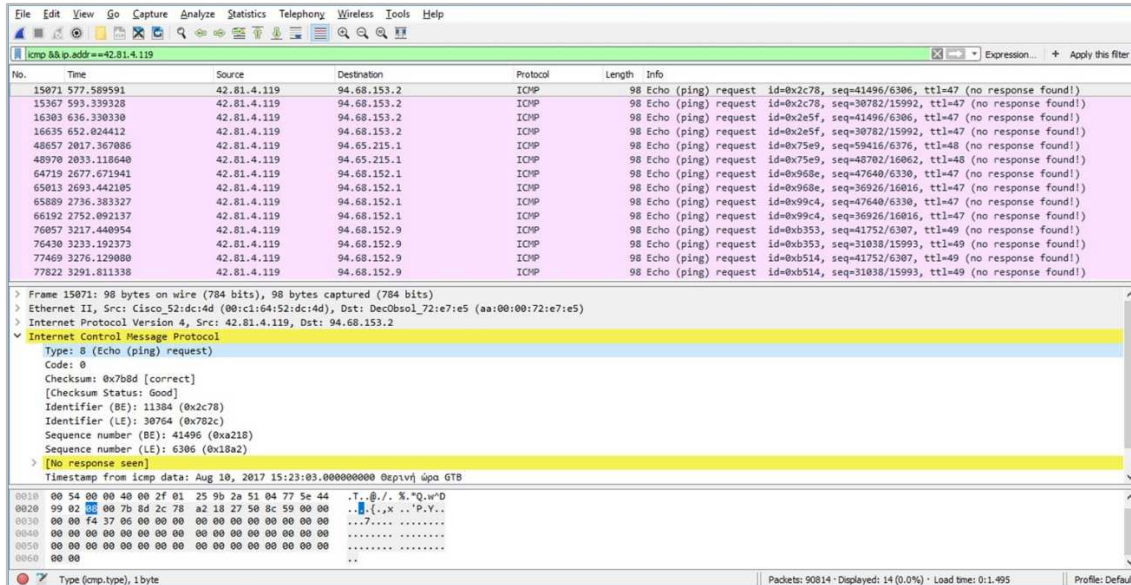 File Edit View Go Capture Analyze Statistics Telephony Wireless Tools Help
icmp && ip.addr==42.81.4.119 Expression... + Apply this filter
No. Time Source Destination Protocol Length Info
15071 577.589591 42.81.4.119 94.68.153.2 ICMP 98 Echo (ping) request id=0x2c78, seq=41496/6306, ttl=47 (no response found!)
15367 593.339328 42.81.4.119 94.68.153.2 ICMP 98 Echo (ping) request id=0x2c78, seq=30782/15992, ttl=47 (no response found!)
16303 636.330330 42.81.4.119 94.68.153.2 ICMP 98 Echo (ping) request id=0x2e5f, seq=41496/6306, ttl=47 (no response found!)
16635 652.024412 42.81.4.119 94.68.153.2 ICMP 98 Echo (ping) request id=0x2e5f, seq=30782/15992, ttl=47 (no response found!)
48657 2017.367086 42.81.4.119 94.65.215.1 ICMP 98 Echo (ping) request id=0x75e9, seq=59416/6376, ttl=48 (no response found!)
48970 2033.118640 42.81.4.119 94.65.215.1 ICMP 98 Echo (ping) request id=0x75e9, seq=48702/16062, ttl=48 (no response found!)
64719 2677.671941 42.81.4.119 94.68.152.1 ICMP 98 Echo (ping) request id=0x968e, seq=47640/6330, ttl=47 (no response found!)
65013 2693.442105 42.81.4.119 94.68.152.1 ICMP 98 Echo (ping) request id=0x968e, seq=36926/16016, ttl=47 (no response found!)
65889 2736.383327 42.81.4.119 94.68.152.1 ICMP 98 Echo (ping) request id=0x99c4, seq=47640/6330, ttl=47 (no response found!)
66192 2752.092137 42.81.4.119 94.68.152.1 ICMP 98 Echo (ping) request id=0x99c4, seq=36926/16016, ttl=47 (no response found!)
76057 3217.440954 42.81.4.119 94.68.152.9 ICMP 98 Echo (ping) request id=0xb353, seq=41752/6307, ttl=49 (no response found!)
76430 3233.192373 42.81.4.119 94.68.152.9 ICMP 98 Echo (ping) request id=0xb353, seq=31038/15993, ttl=49 (no response found!)
77469 3276.129080 42.81.4.119 94.68.152.9 ICMP 98 Echo (ping) request id=0xb514, seq=41752/6307, ttl=49 (no response found!)
77822 3291.811338 42.81.4.119 94.68.152.9 ICMP 98 Echo (ping) request id=0xb514, seq=31038/15993, ttl=49 (no response found!)
> Frame 15071: 98 bytes on wire (784 bits), 98 bytes captured (784 bits)
> Ethernet II, Src: Cisco_52:dc:4d (00:c1:64:52:dc:4d), Dst: DecObsol_72:e7:e5 (aa:00:00:72:e7:e5)
> Internet Protocol Version 4, Src: 42.81.4.119, Dst: 94.68.153.2
Internet Control Message Protocol
Type: 8 (Echo (ping) request)
Code: 0
Checksum: 0x7b8d [correct]
[Checksum Status: Good]
Identifier (BE): 11384 (0x2c78)
Identifier (LE): 30764 (0x782c)
Sequence number (BE): 41496 (0xa218)
Sequence number (LE): 6306 (0x18a2)
> [No response seen]
Timestamp from icmp data: Aug 10, 2017 15:23:03.000000000 Θερινή ώρα GTB
0010 00 54 00 00 40 00 2f 01 25 9b 2a 51 04 77 5e 44 .T..@./. %.*Q.w^D
0020 99 02 08 00 7b 8d 2c 78 a2 18 27 50 8c 59 00 00 ....{.,x ..'P.Y..
0030 00 00 f4 37 06 00 00 00 00 00 00 00 00 00 00 00 ...7.... ........
0040 00 00 00 00 00 00 00 00 00 00 00 00 00 00 00 00 ........ ........
0050 00 00 00 00 00 00 00 00 00 00 00 00 00 00 00 00 ........ ........
0060 00 00 ..
Type (icmp.type), 1 byte Packets: 90814 · Displayed: 14 (0.0%) · Load time: 0:1.495 Profile: Defau